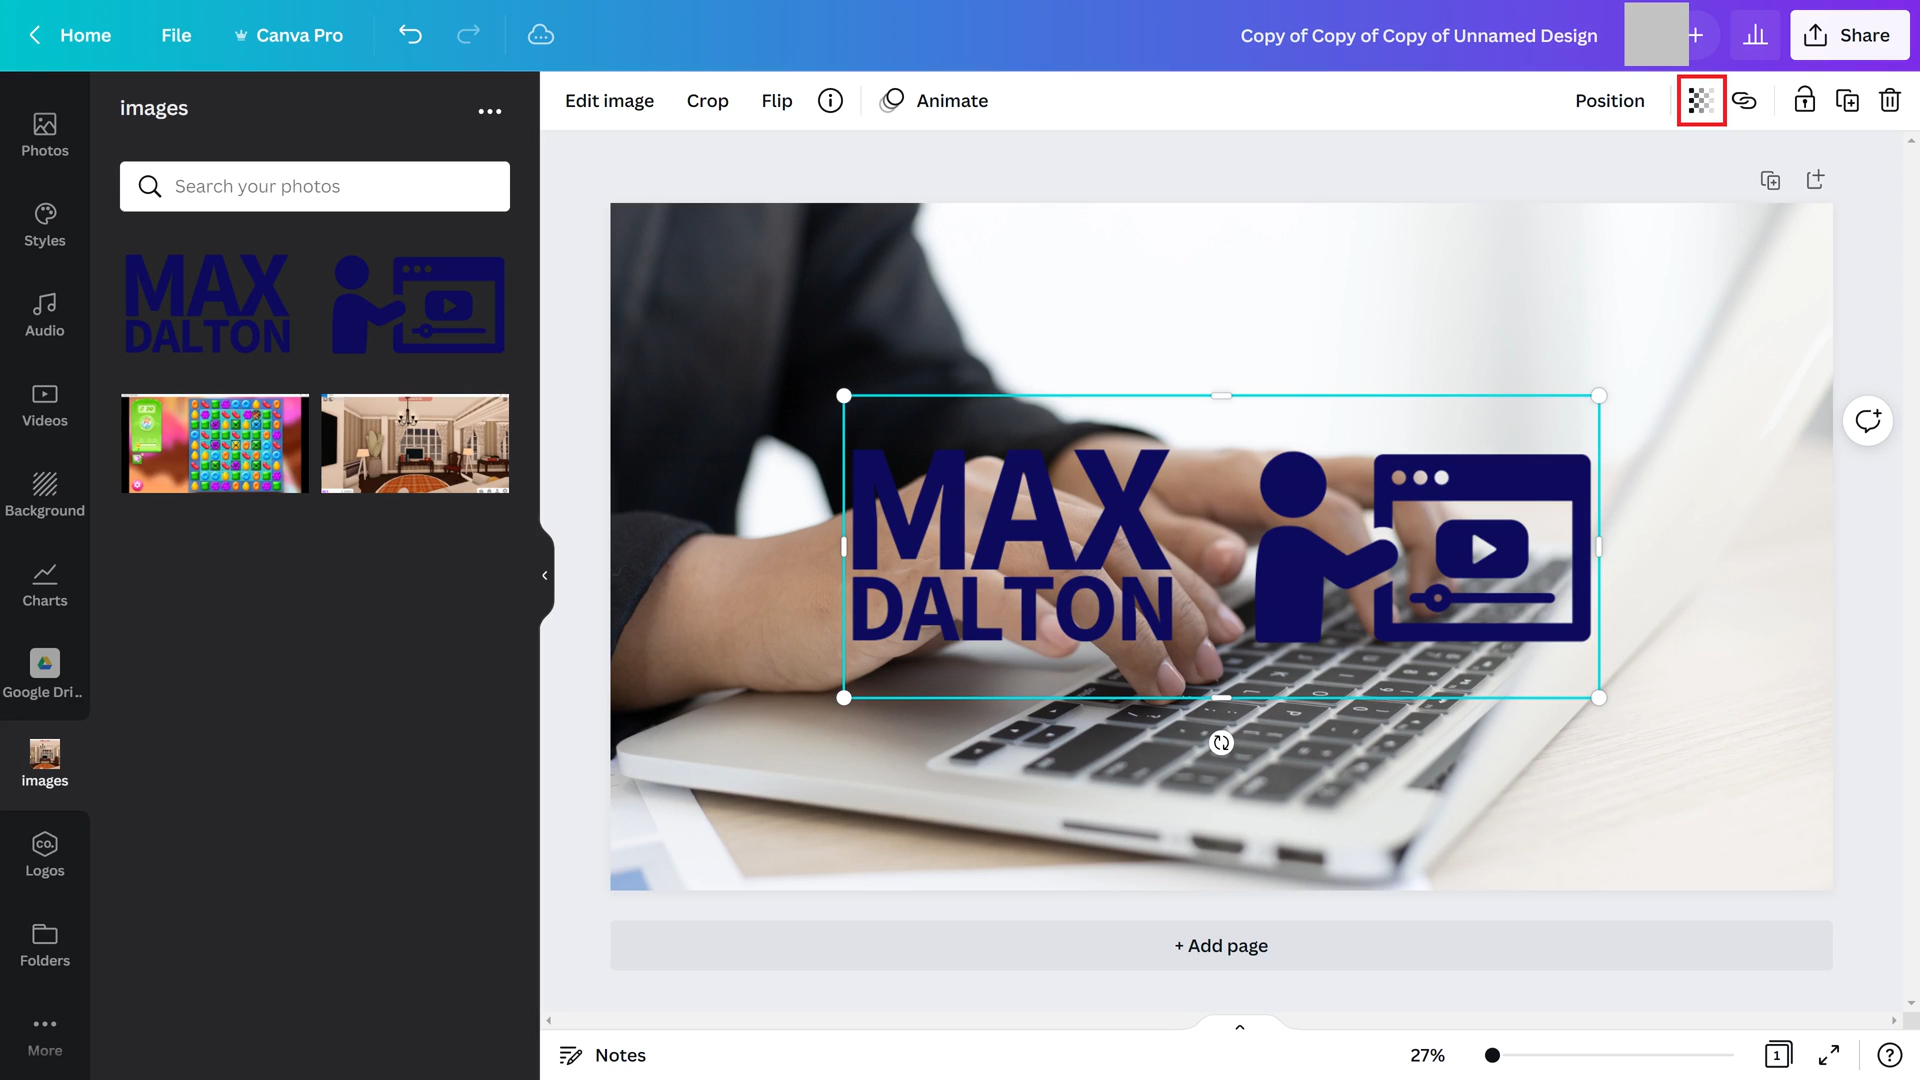 Home
File
Canva Pro
Copy of Copy of Copy of Unnamed Design
Share
Edit image
Crop
Flip
Animate
Position
images
Search your photos
Photos
Styles
Audio
Videos
Background
Charts
Google Dri..
images
CO.
Logos
Folders
More
MAX
DALTON
MAX
DALTON
+ Add page
Notes
27%
1